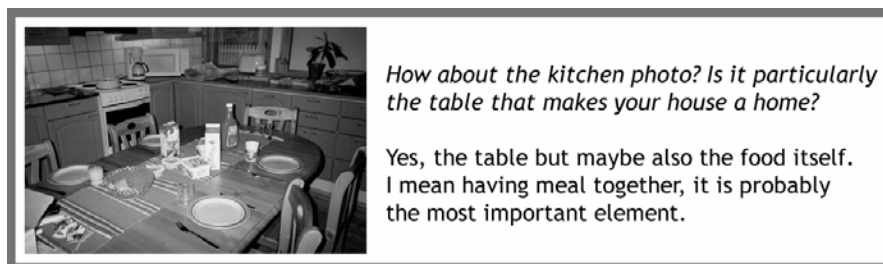 How about the kitchen photo? Is it particularly
the table that makes your house a home?
Yes, the table but maybe also the food itself.
I mean having meal together, it is probably
the most important element.